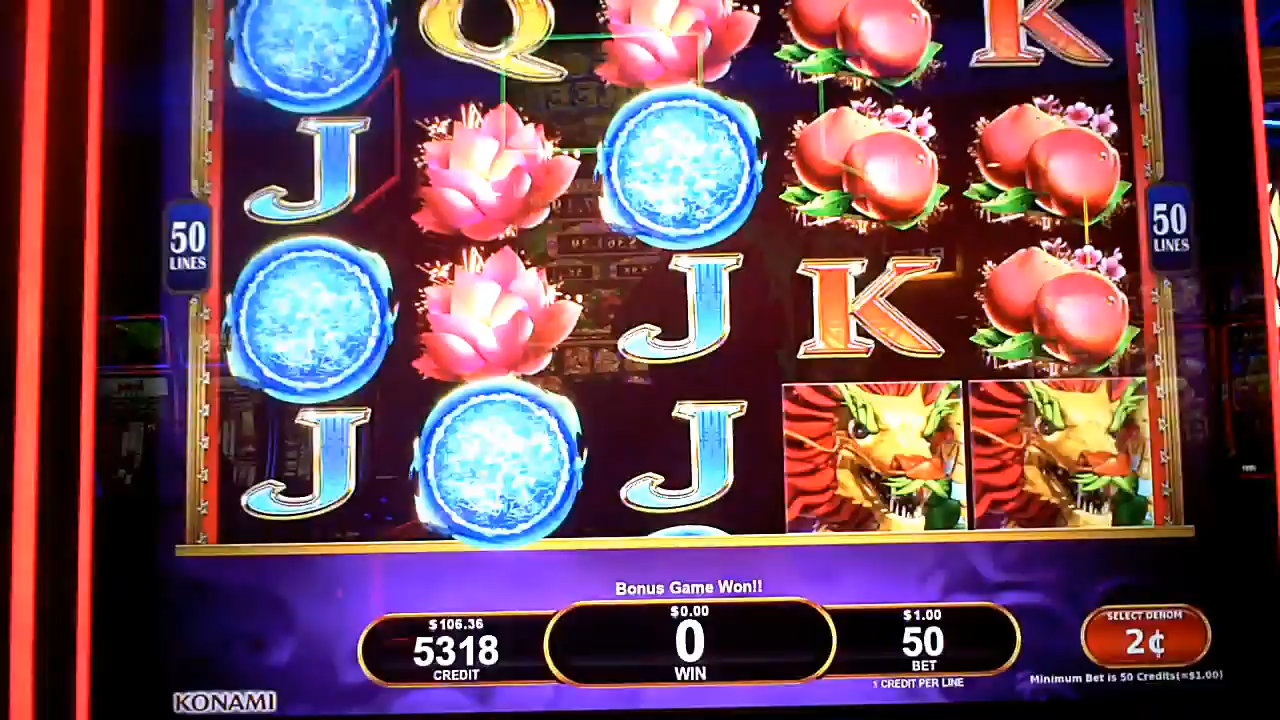 Q
K
J
50
LINES
50
LINES
J
K
J
J
Bonus Game Won!!
$106.36
5318
CREDIT
$0.00
0
WIN
$1.00
50
BET
1 CREDIT PER LINE
SELECT DENOM
2¢
Minimum Bet is 50 Credits(=$1.00)
KONAMI